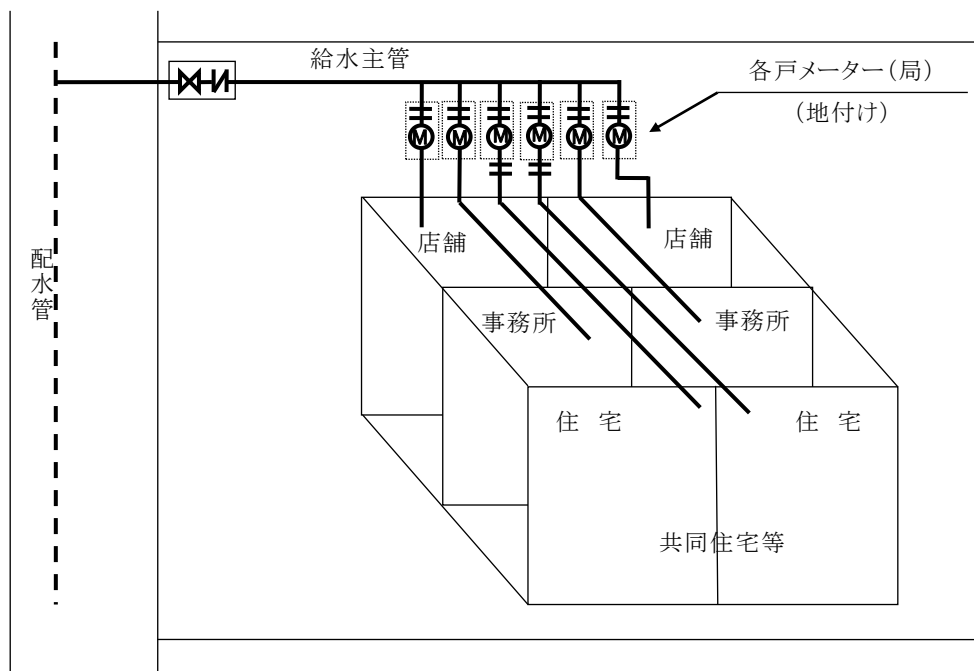 給水主管
各戸メーター(局)
(地付け)
M M M M M M
店舗
店舗
配水管
事務所
事務所
住 宅
住 宅
共同住宅等